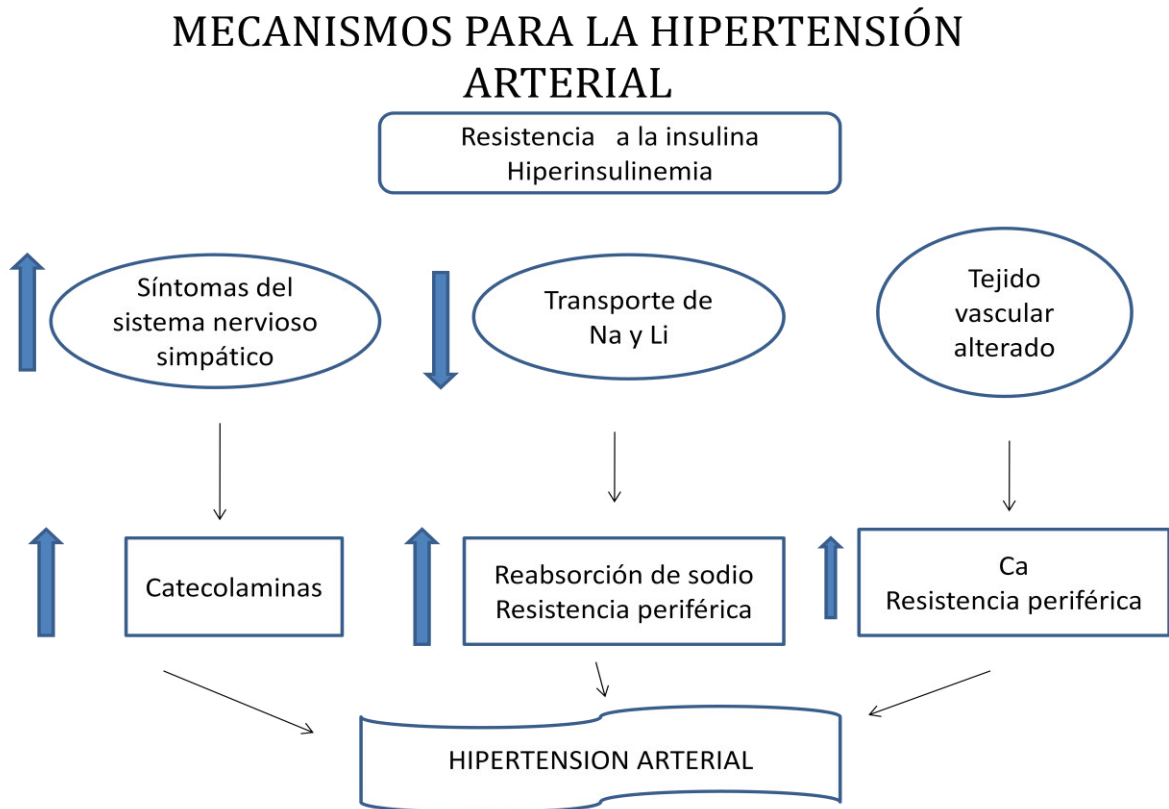 MECANISMOS PARA LA HIPERTENSIÓN
ARTERIAL
Resistencia a la insulina
Hiperinsulinemia
Síntomas del
sistema nervioso
simpático
Transporte de
Na y Li
Tejido
vascular
alterado
Catecolaminas
Reabsorción de sodio
Resistencia periférica
Ca
Resistencia periférica
HIPERTENSION ARTERIAL